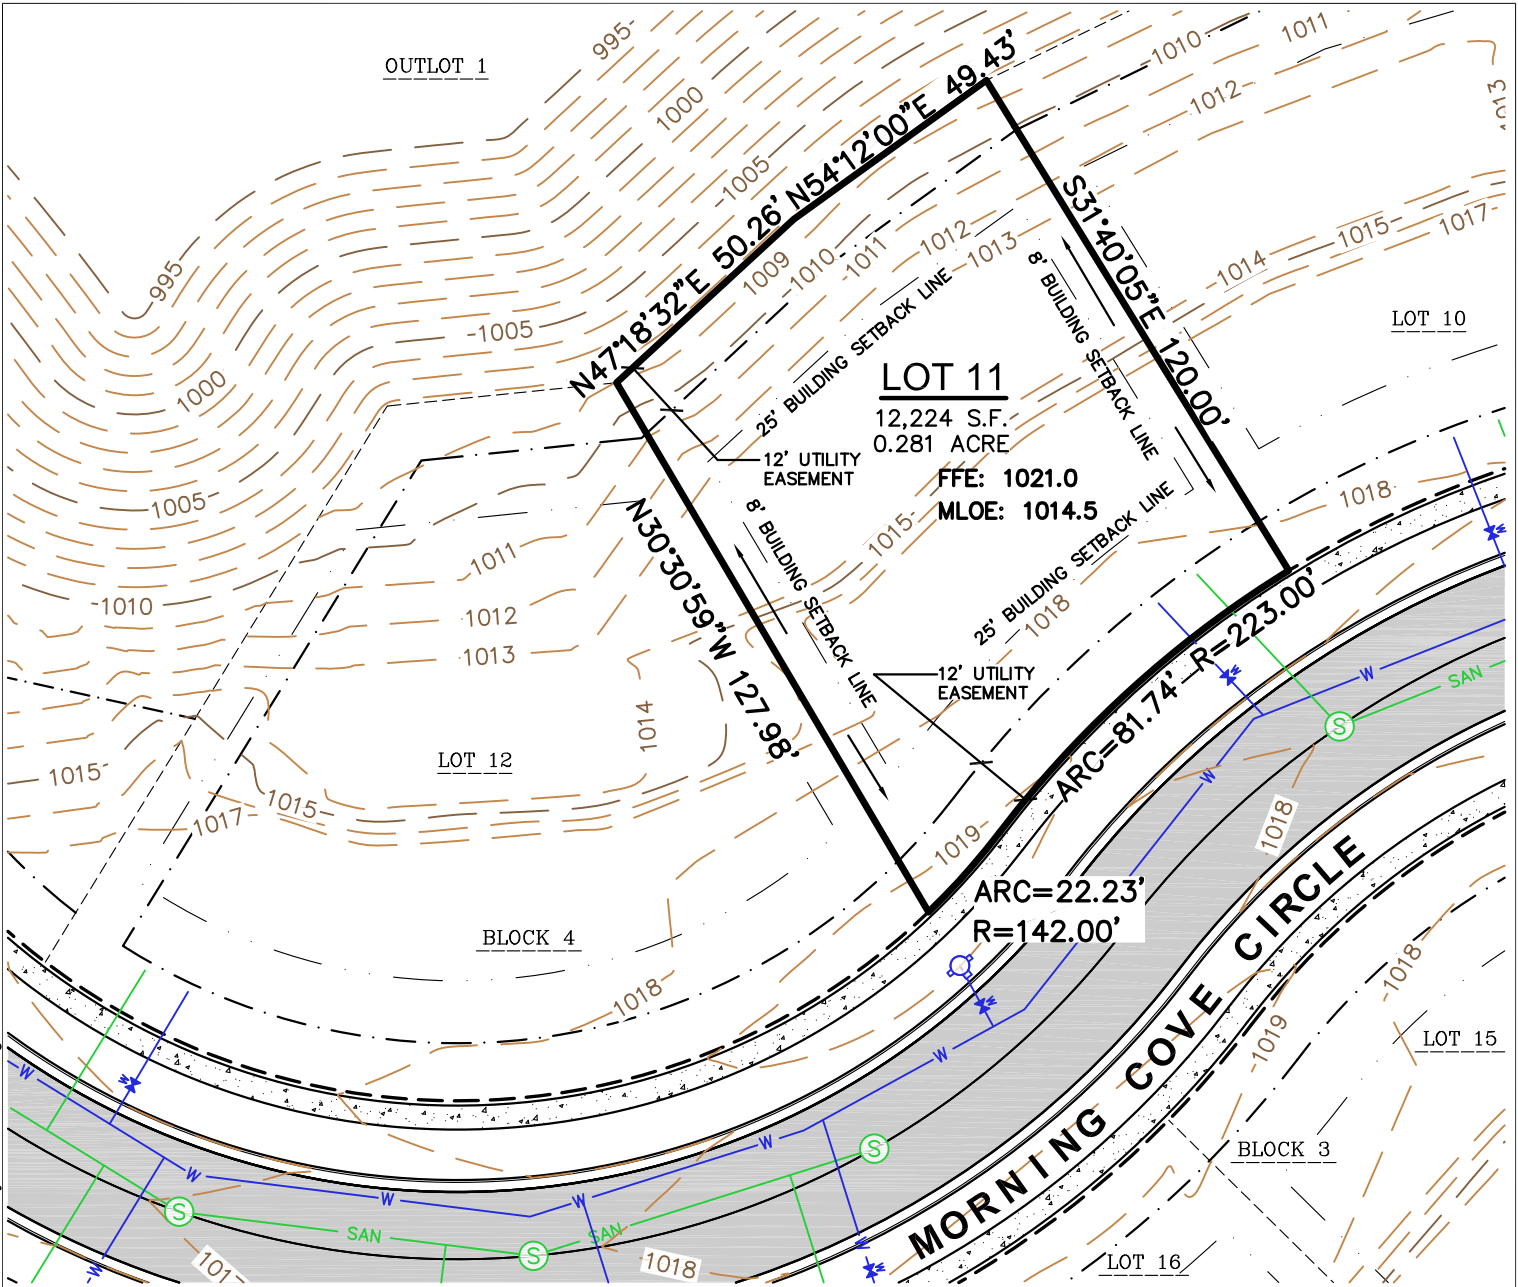 OUTLOT 1
995
1000
1005
1010
1011
1012
1013
N47°18'32"E 50.26'
N54°12'00"E 49.43'
S31°40'05"E 120.00'
995
1000
1005
1005
1010
1009
1010
1011
1012
1013
1014
1015
1017
LOT 10
8' BUILDING SETBACK LINE
25' BUILDING SETBACK LINE
LOT 11
12,224 S.F.
0.281 ACRE
FFE: 1021.0
MLOE: 1014.5
12' UTILITY
EASEMENT
8' BUILDING SETBACK LINE
25' BUILDING SETBACK LINE
1015
1018
1018
N30°30'59"W 127.98'
1011
1012
1013
1014
12' UTILITY
EASEMENT
ARC=81.74' R=223.00'
LOT 12
1015
1015
1017
1019
1018
ARC=22.23'
R=142.00'
BLOCK 4
1018
MORNING COVE CIRCLE
1018
1019
LOT 15
BLOCK 3
LOT 16
1018
W
W
W
W
W
W
W
W
W
W
SAN
SAN
SAN
S
S
S
S